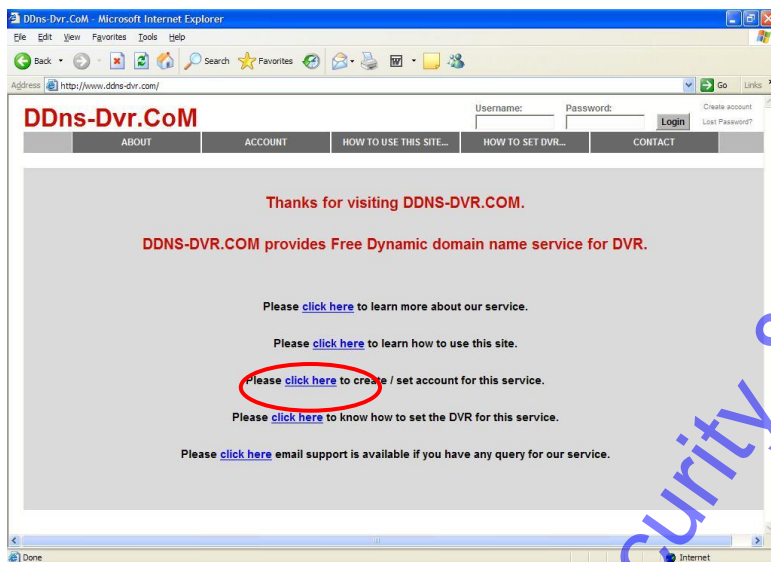 DDns-Dvr.CoM - Microsoft Internet Explorer
File Edit View Favorites Tools Help
Back Search Favorites
Address http://www.ddns-dvr.com/ Go Links
DDns-Dvr.CoM
Username: Password: Create account
Login Lost Password?
ABOUT ACCOUNT HOW TO USE THIS SITE... HOW TO SET DVR... CONTACT
Thanks for visiting DDNS-DVR.COM.
DDNS-DVR.COM provides Free Dynamic domain name service for DVR.
Please click here to learn more about our service.
Please click here to learn how to use this site.
Please click here to create / set account for this service.
Please click here to know how to set the DVR for this service.
Please click here email support is available if you have any query for our service.
Done Internet